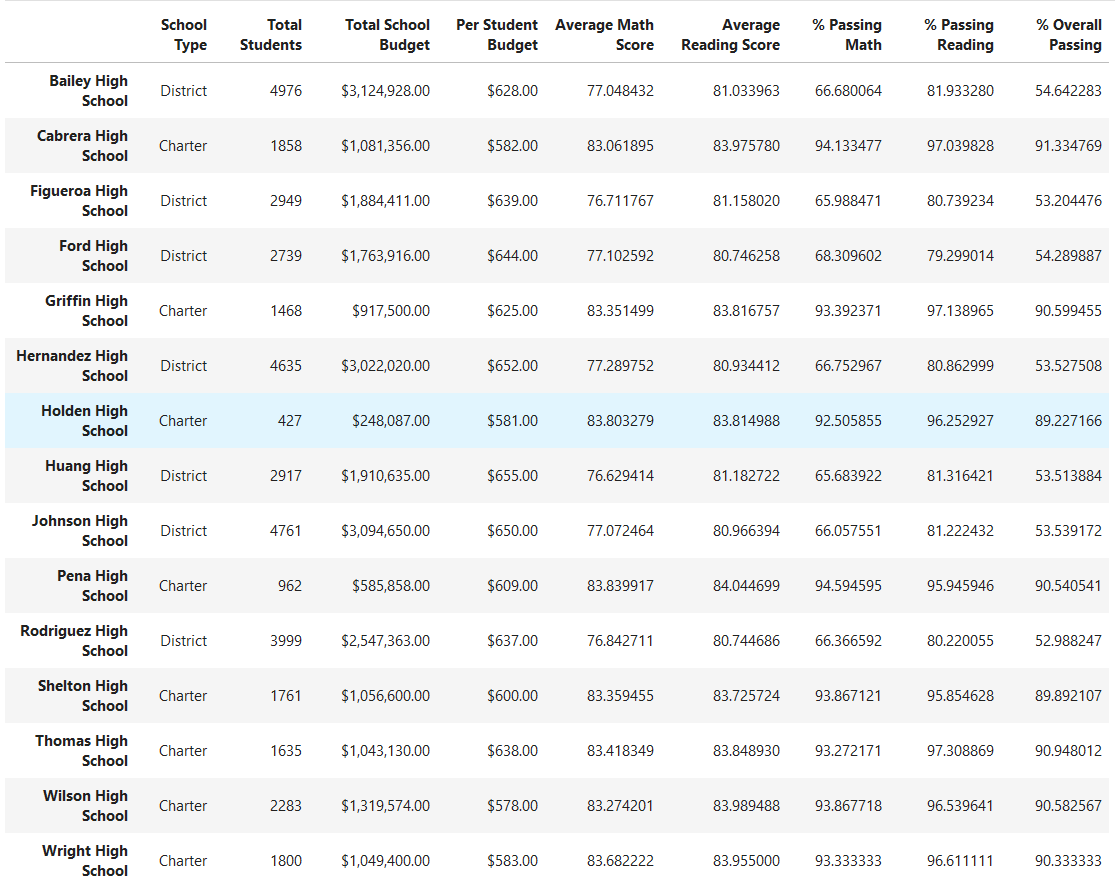 School Type Total Students Total School Budget Per Student Budget Average Math Score Average Reading Score % Passing Math % Passing Reading % Overall Passing
Bailey High School District 4976 $3,124,928.00 $628.00 77.048432 81.033963 66.680064 81.933280 54.642283
Cabrera High School Charter 1858 $1,081,356.00 $582.00 83.061895 83.975780 94.133477 97.039828 91.334769
Figueroa High School District 2949 $1,884,411.00 $639.00 76.711767 81.158020 65.988471 80.739234 53.204476
Ford High School District 2739 $1,763,916.00 $644.00 77.102592 80.746258 68.309602 79.299014 54.289887
Griffin High School Charter 1468 $917,500.00 $625.00 83.351499 83.816757 93.392371 97.138965 90.599455
Hernandez High School District 4635 $3,022,020.00 $652.00 77.289752 80.934412 66.752967 80.862999 53.527508
Holden High School Charter 427 $248,087.00 $581.00 83.803279 83.814988 92.505855 96.252927 89.227166
Huang High School District 2917 $1,910,635.00 $655.00 76.629414 81.182722 65.683922 81.316421 53.513884
Johnson High School District 4761 $3,094,650.00 $650.00 77.072464 80.966394 66.057551 81.222432 53.539172
Pena High School Charter 962 $585,858.00 $609.00 83.839917 84.044699 94.594595 95.945946 90.540541
Rodriguez High School District 3999 $2,547,363.00 $637.00 76.842711 80.744686 66.366592 80.220055 52.988247
Shelton High School Charter 1761 $1,056,600.00 $600.00 83.359455 83.725724 93.867121 95.854628 89.892107
Thomas High School Charter 1635 $1,043,130.00 $638.00 83.418349 83.848930 93.272171 97.308869 90.948012
Wilson High School Charter 2283 $1,319,574.00 $578.00 83.274201 83.989488 93.867718 96.539641 90.582567
Wright High School Charter 1800 $1,049,400.00 $583.00 83.682222 83.955000 93.333333 96.611111 90.333333